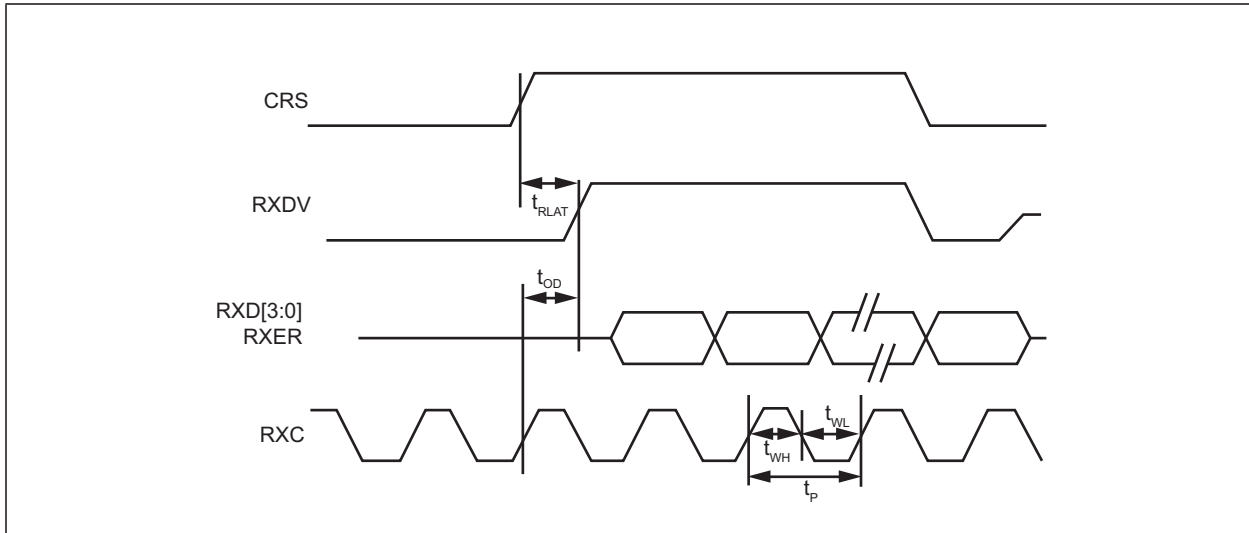 CRS
RXDV
tRLAT
tOD
RXD[3:0]
RXER
RXC
tWH
tWL
tP